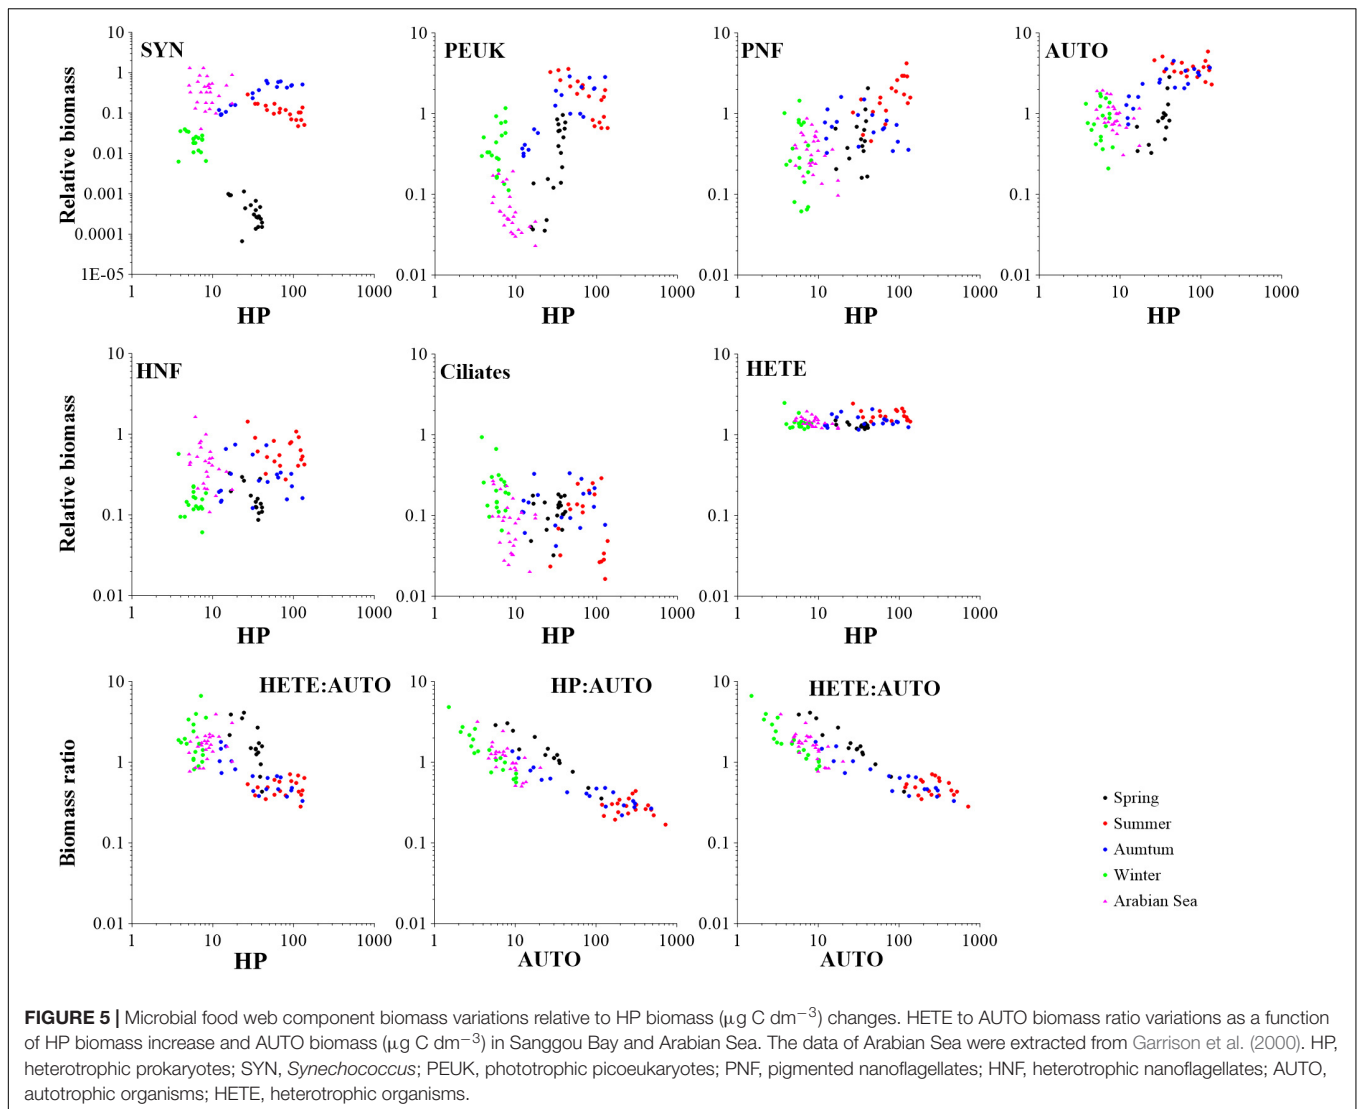 SYN
PEUK
PNF
AUTO
Relative biomass
10
1
0.1
0.01
0.001
0.0001
1E-05
1 10 100 1000
HP
10
1
0.1
0.01
1 10 100 1000
HP
10
1
0.1
0.01
1 10 100 1000
HP
10
1
0.1
0.01
1 10 100 1000
HP
HNF
Ciliates
HETE
Relative biomass
10
1
0.1
0.01
1 10 100 1000
HP
10
1
0.1
0.01
1 10 100 1000
HP
10
1
0.1
0.01
1 10 100 1000
HP
HETE:AUTO
HP:AUTO
HETE:AUTO
Biomass ratio
10
1
0.1
0.01
1 10 100 1000
HP
10
1
0.1
0.01
1 10 100 1000
AUTO
10
1
0.1
0.01
1 10 100 1000
AUTO
Spring
Summer
Aumtum
Winter
Arabian Sea
FIGURE 5 | Microbial food web component biomass variations relative to HP biomass (μg C dm−3) changes. HETE to AUTO biomass ratio variations as a function
of HP biomass increase and AUTO biomass (μg C dm−3) in Sanggou Bay and Arabian Sea. The data of Arabian Sea were extracted from Garrison et al. (2000). HP,
heterotrophic prokaryotes; SYN, Synechococcus; PEUK, phototrophic picoeukaryotes; PNF, pigmented nanoflagellates; HNF, heterotrophic nanoflagellates; AUTO,
autotrophic organisms; HETE, heterotrophic organisms.